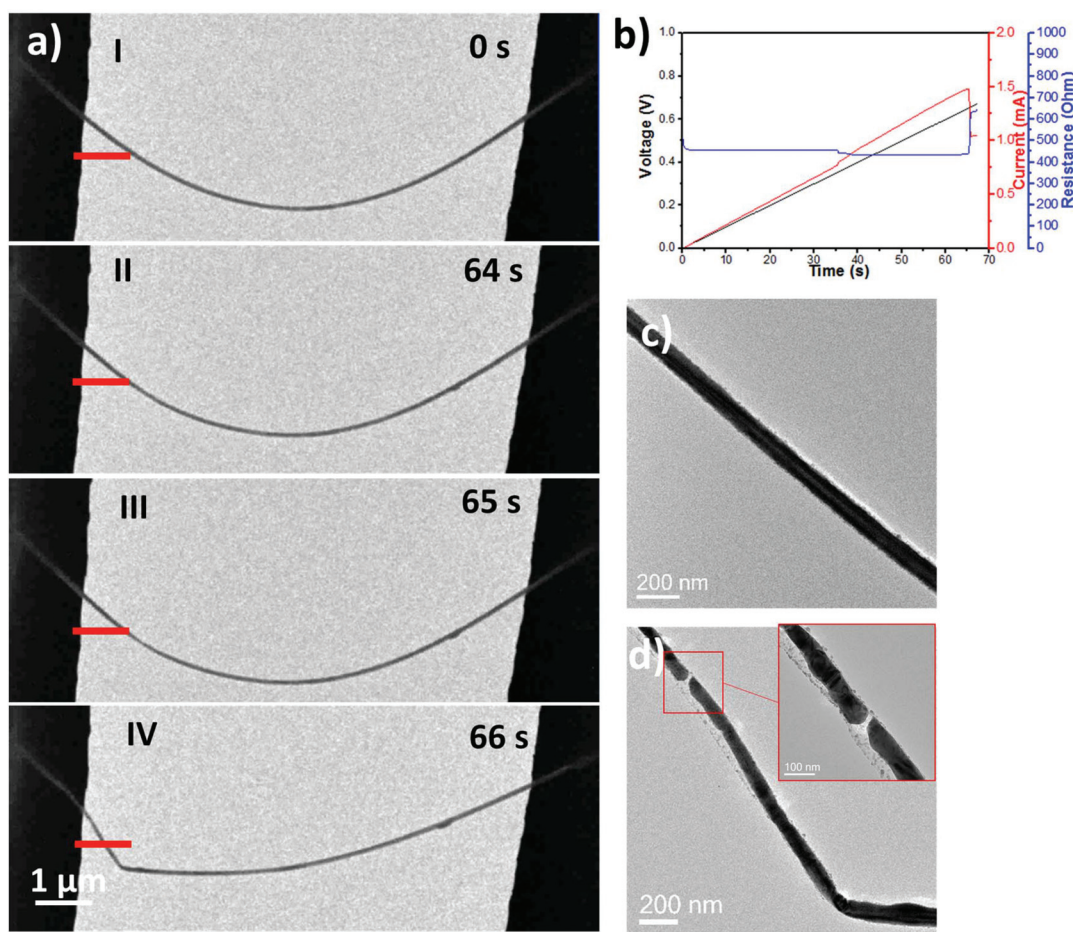 a)
I
0 s
II
64 s
III
65 s
IV
66 s
1 µm
b)
1.0
0.8
0.6
0.4
0.2
0.0
Voltage (V)
0 10 20 30 40 50 60 70
Time (s)
2.0
1.5
1.0
0.5
0.0
Current (mA)
1000
900
800
700
600
500
400
300
200
100
0
Resistance (Ohm)
c)
200 nm
d)
100 nm
200 nm